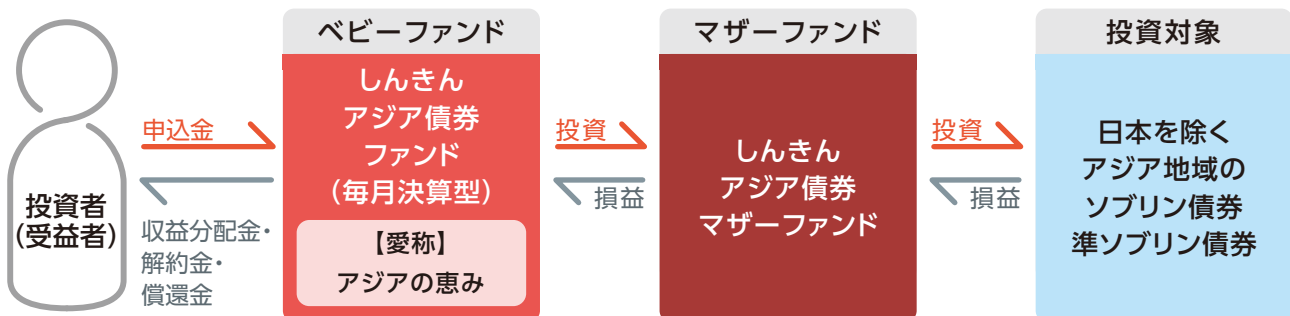 投資者
(受益者)
申込金
収益分配金・
解約金・
償還金
ベビーファンド
しんきん
アジア債券
ファンド
(毎月決算型)
【愛称】
アジアの恵み
投資
損益
マザーファンド
しんきん
アジア債券
マザーファンド
投資
損益
投資対象
日本を除く
アジア地域の
ソブリン債券
準ソブリン債券